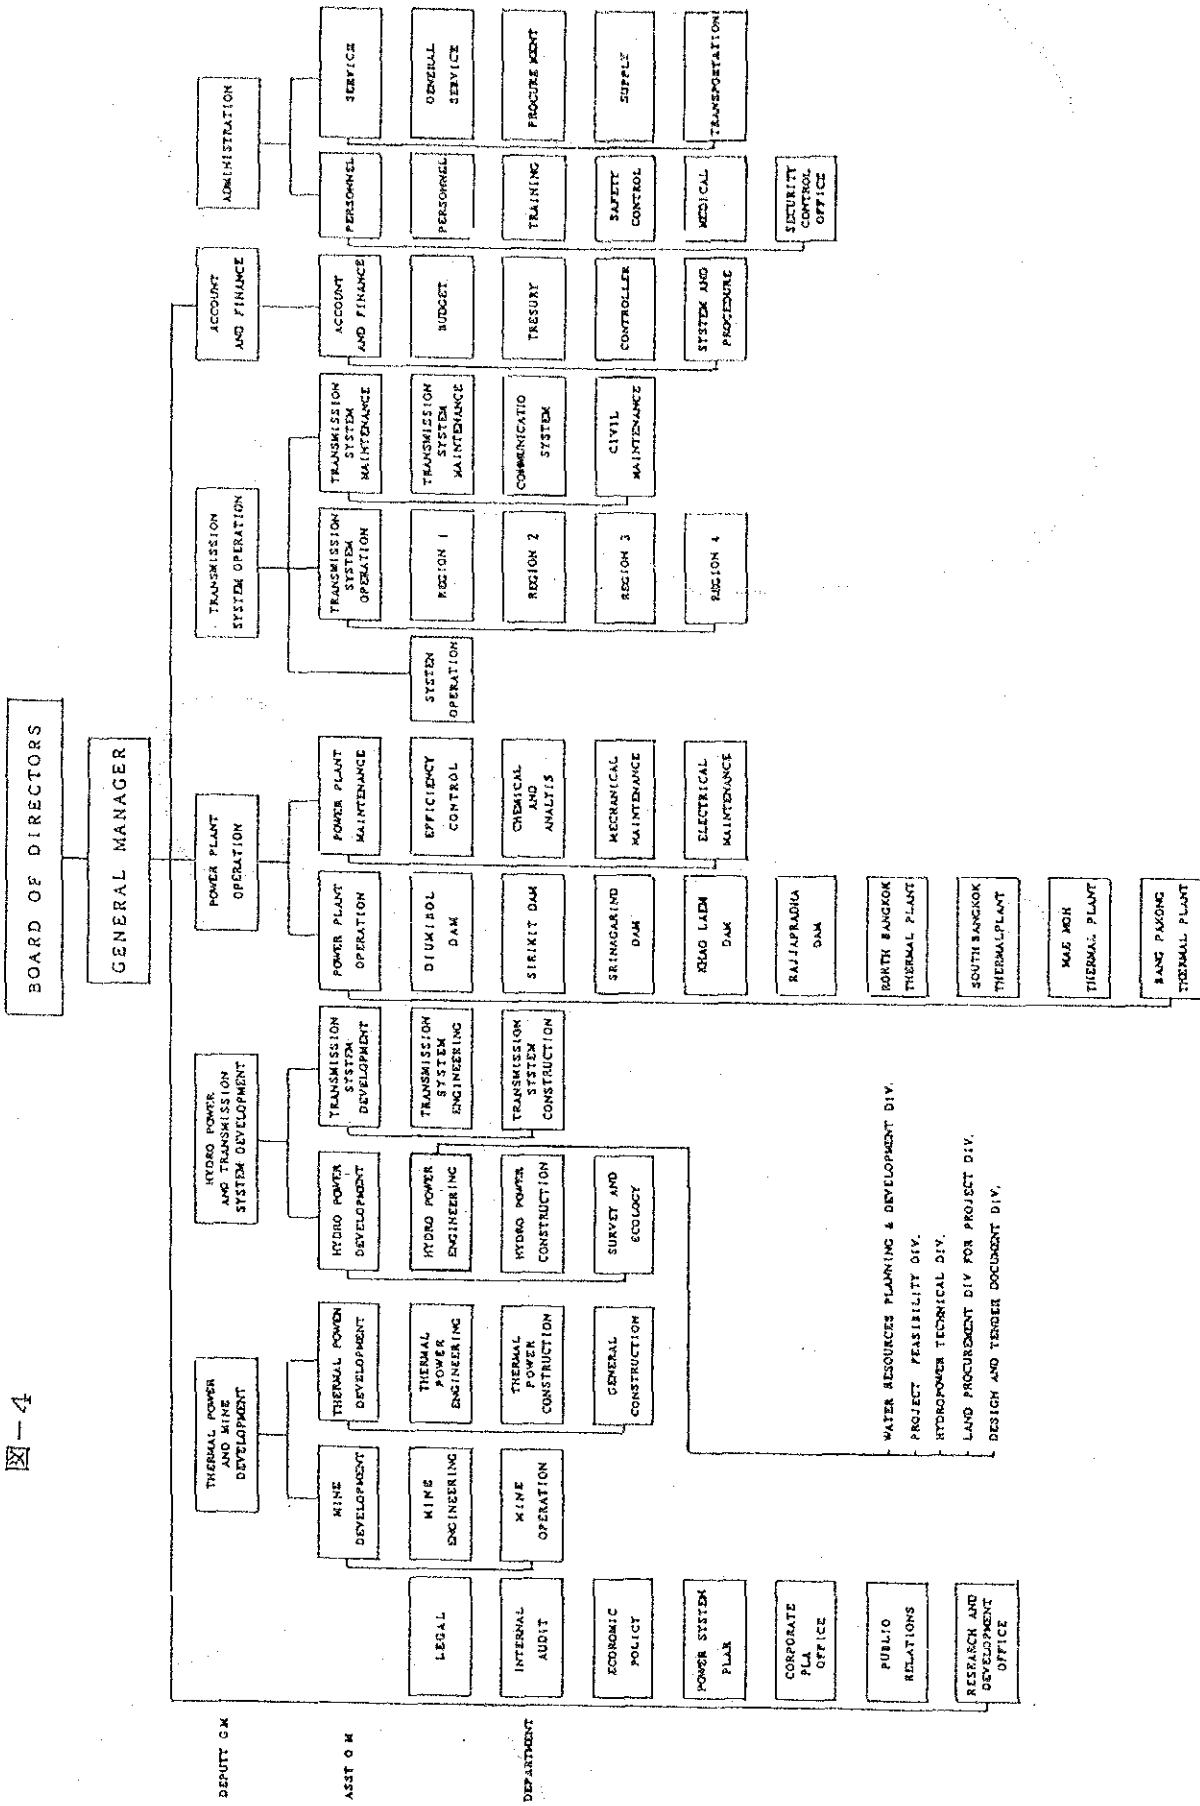 図-4
BOARD OF DIRECTORS
GENERAL MANAGER
DEPUTY G M
THERMAL POWER
AND MINE
DEVELOPMENT
HYDRO POWER
AND TRANSMISSION
SYSTEM DEVELOPMENT
POWER PLANT
OPERATION
TRANSMISSION
SYSTEM OPERATION
ACCOUNT
AND FINANCE
ADMINISTRATION
ASST G M
MINE
DEVELOPMENT
THERMAL POWER
DEVELOPMENT
HYDRO POWER
DEVELOPMENT
TRANSMISSION
SYSTEM
DEVELOPMENT
POWER PLANT
OPERATION
POWER PLANT
MAINTENANCE
TRANSMISSION
SYSTEM
OPERATION
TRANSMISSION
SYSTEM
MAINTENANCE
ACCOUNT
AND FINANCE
PERSONNEL
SERVICE
DEPARTMENT
LEGAL
INTERNAL
AUDIT
ECONOMIC
POLICY
POWER SYSTEM
PLAN
CORPORATE
PLA
OFFICE
PUBLIC
RELATIONS
RESEARCH AND
DEVELOPMENT
OFFICE
MINE
ENGINEERING
MINE
OPERATION
THERMAL
POWER
ENGINEERING
THERMAL
POWER
CONSTRUCTION
GENERAL
CONSTRUCTION
HYDRO POWER
ENGINEERING
HYDRO POWER
CONSTRUCTION
SURVEY AND
ECOLOGY
WATER RESOURCES PLANNING & DEVELOPMENT DIV.
PROJECT FEASIBILITY DIV.
HYDROPOWER TECHNICAL DIV.
LAND PROCUREMENT DIV FOR PROJECT DIV.
DESIGN AND TENDER DOCUMENT DIV.
TRANSMISSION
SYSTEM
ENGINEERING
TRANSMISSION
SYSTEM
CONSTRUCTION
DIUMIBOL
DAM
SIRIKIT DAM
SRINAGARIND
DAM
KHAO LAEM
DAM
RAJJAPRADHA
DAM
NORTH BANGKOK
THERMAL PLANT
SOUTH BANGKOK
THERMALPLANT
MAE MOH
THERMAL PLANT
BANG PAKONG
THERMAL PLANT
EFFICIENCY
CONTROL
CHEMICAL
AND
ANALYSIS
MECHANICAL
MAINTENANCE
ELECTRICAL
MAINTENANCE
SYSTEN
OPERATION
REGION 1
REGION 2
REGION 3
REGION 4
TRANSMISSION
SYSTEM
MAINTENANCE
COMMUNICATIO
SYSTEM
CIVIL
MAINTENANCE
BUDGET
TRESURY
CONTROLLER
SYSTEM AND
PROCEDURE
PERSONNEL
TRAINING
SAFETY
CONTROL
MEDICAL
SECURITY
CONTROL
OFFICE
GENERAL
SERVICE
PROCUREMENT
SUPPLY
TRANSPORTATION